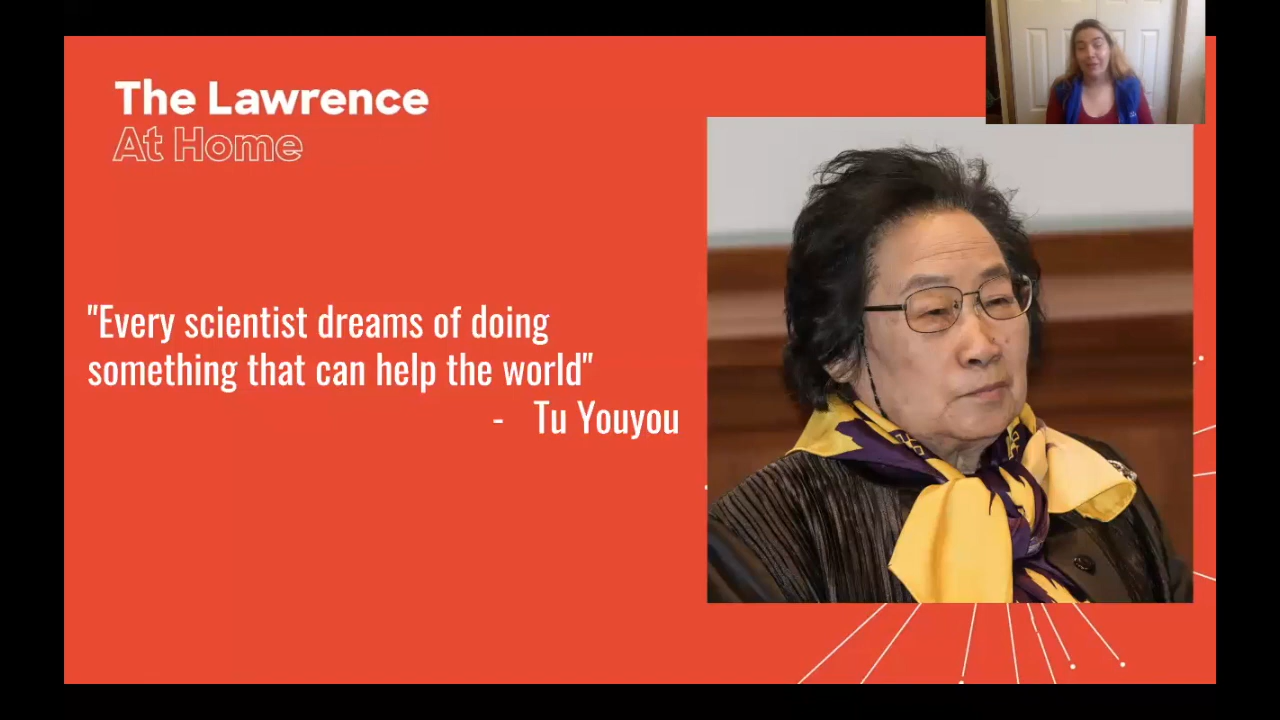 The Lawrence
At Home
"Every scientist dreams of doing
something that can help the world"
- Tu Youyou